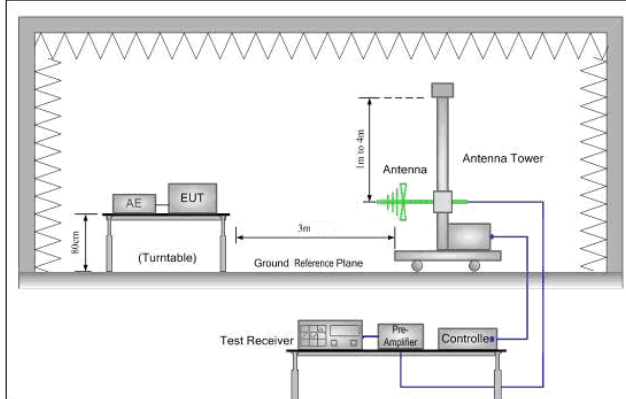 1m to 4m
Antenna
Antenna Tower
AE
EUT
80cm
(Turntable)
3m
Ground Reference Plane
Test Receiver
Pre-
Amplifier
Controller